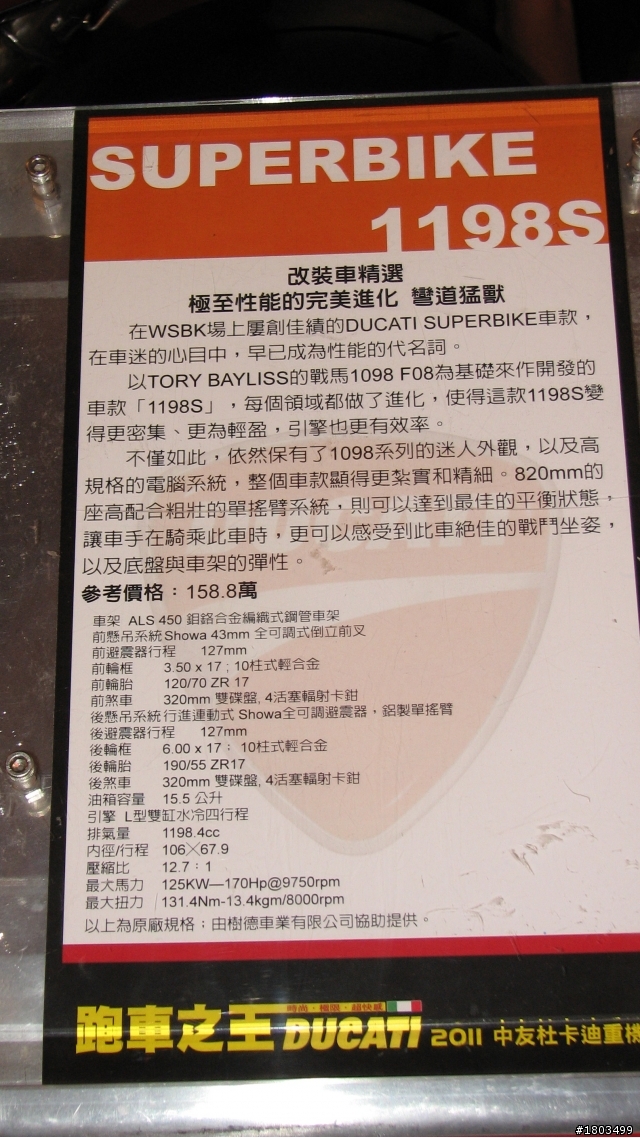 SUPERBIKE
1198S
改裝車精選
極至性能的完美進化 彎道猛獸
在WSBK場上屢創佳績的DUCATI SUPERBIKE車款，
在車迷的心目中，早已成為性能的代名詞。
以TORY BAYLISS的戰馬1098 F08為基礎來作開發的
車款「1198S」，每個領域都做了進化，使得這款1198S變
得更密集、更為輕盈，引擎也更有效率。
不僅如此，依然保有了1098系列的迷人外觀，以及高
規格的電腦系統，整個車款顯得更紮實和精細。820mm的
座高配合粗壯的單搖臂系統，則可以達到最佳的平衡狀態，
讓車手在騎乘此車時，更可以感受到此車絕佳的戰鬥坐姿，
以及底盤與車架的彈性。
參考價格：158.8萬
車架 ALS 450 鉬鉻合金編織式鋼管車架
前懸吊系統Showa 43mm 全可調式倒立前叉
前避震器行程 127mm
前輪框 3.50 x 17 ; 10柱式輕合金
前輪胎 120/70 ZR 17
前煞車 320mm 雙碟盤, 4活塞輻射卡鉗
後懸吊系統行進連動式 Showa全可調避震器，鋁製單搖臂
後避震器行程 127mm
後輪框 6.00 x 17： 10柱式輕合金
後輪胎 190/55 ZR17
後煞車 320mm 雙碟盤, 4活塞輻射卡鉗
油箱容量 15.5 公升
引擎 L型雙缸水冷四行程
排氣量 1198.4cc
內徑/行程 106×67.9
壓縮比 12.7：1
最大馬力 125KW—170Hp@9750rpm
最大扭力 131.4Nm-13.4kgm/8000rpm
以上為原廠規格；由樹德車業有限公司協助提供。
時尚·極限·超快感
跑車之王 DUCATI 2011 中友杜卡迪重機
#1803499